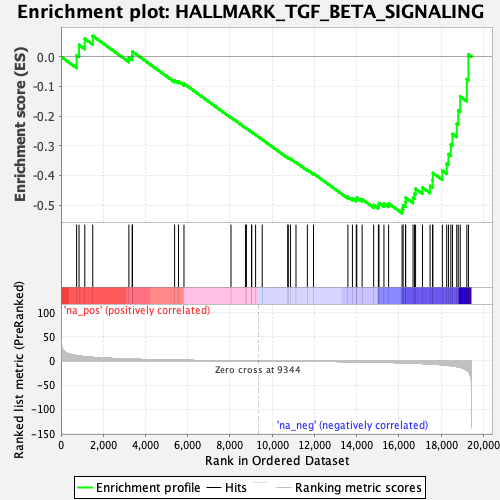 Enrichment plot: HALLMARK_TGF_BETA_SIGNALING
Enrichment score (ES)
0.0
-0.1
-0.2
-0.3
-0.4
-0.5
'na_pos' (positively correlated)
Ranked list metric (PreRanked)
100
50
0
-50
-100
-150
Zero cross at 9344
'na_neg' (negatively correlated)
0
2,000
4,000
6,000
8,000
10,000
12,000
14,000
16,000
18,000
20,000
Rank in Ordered Dataset
Enrichment profile
Hits
Ranking metric scores